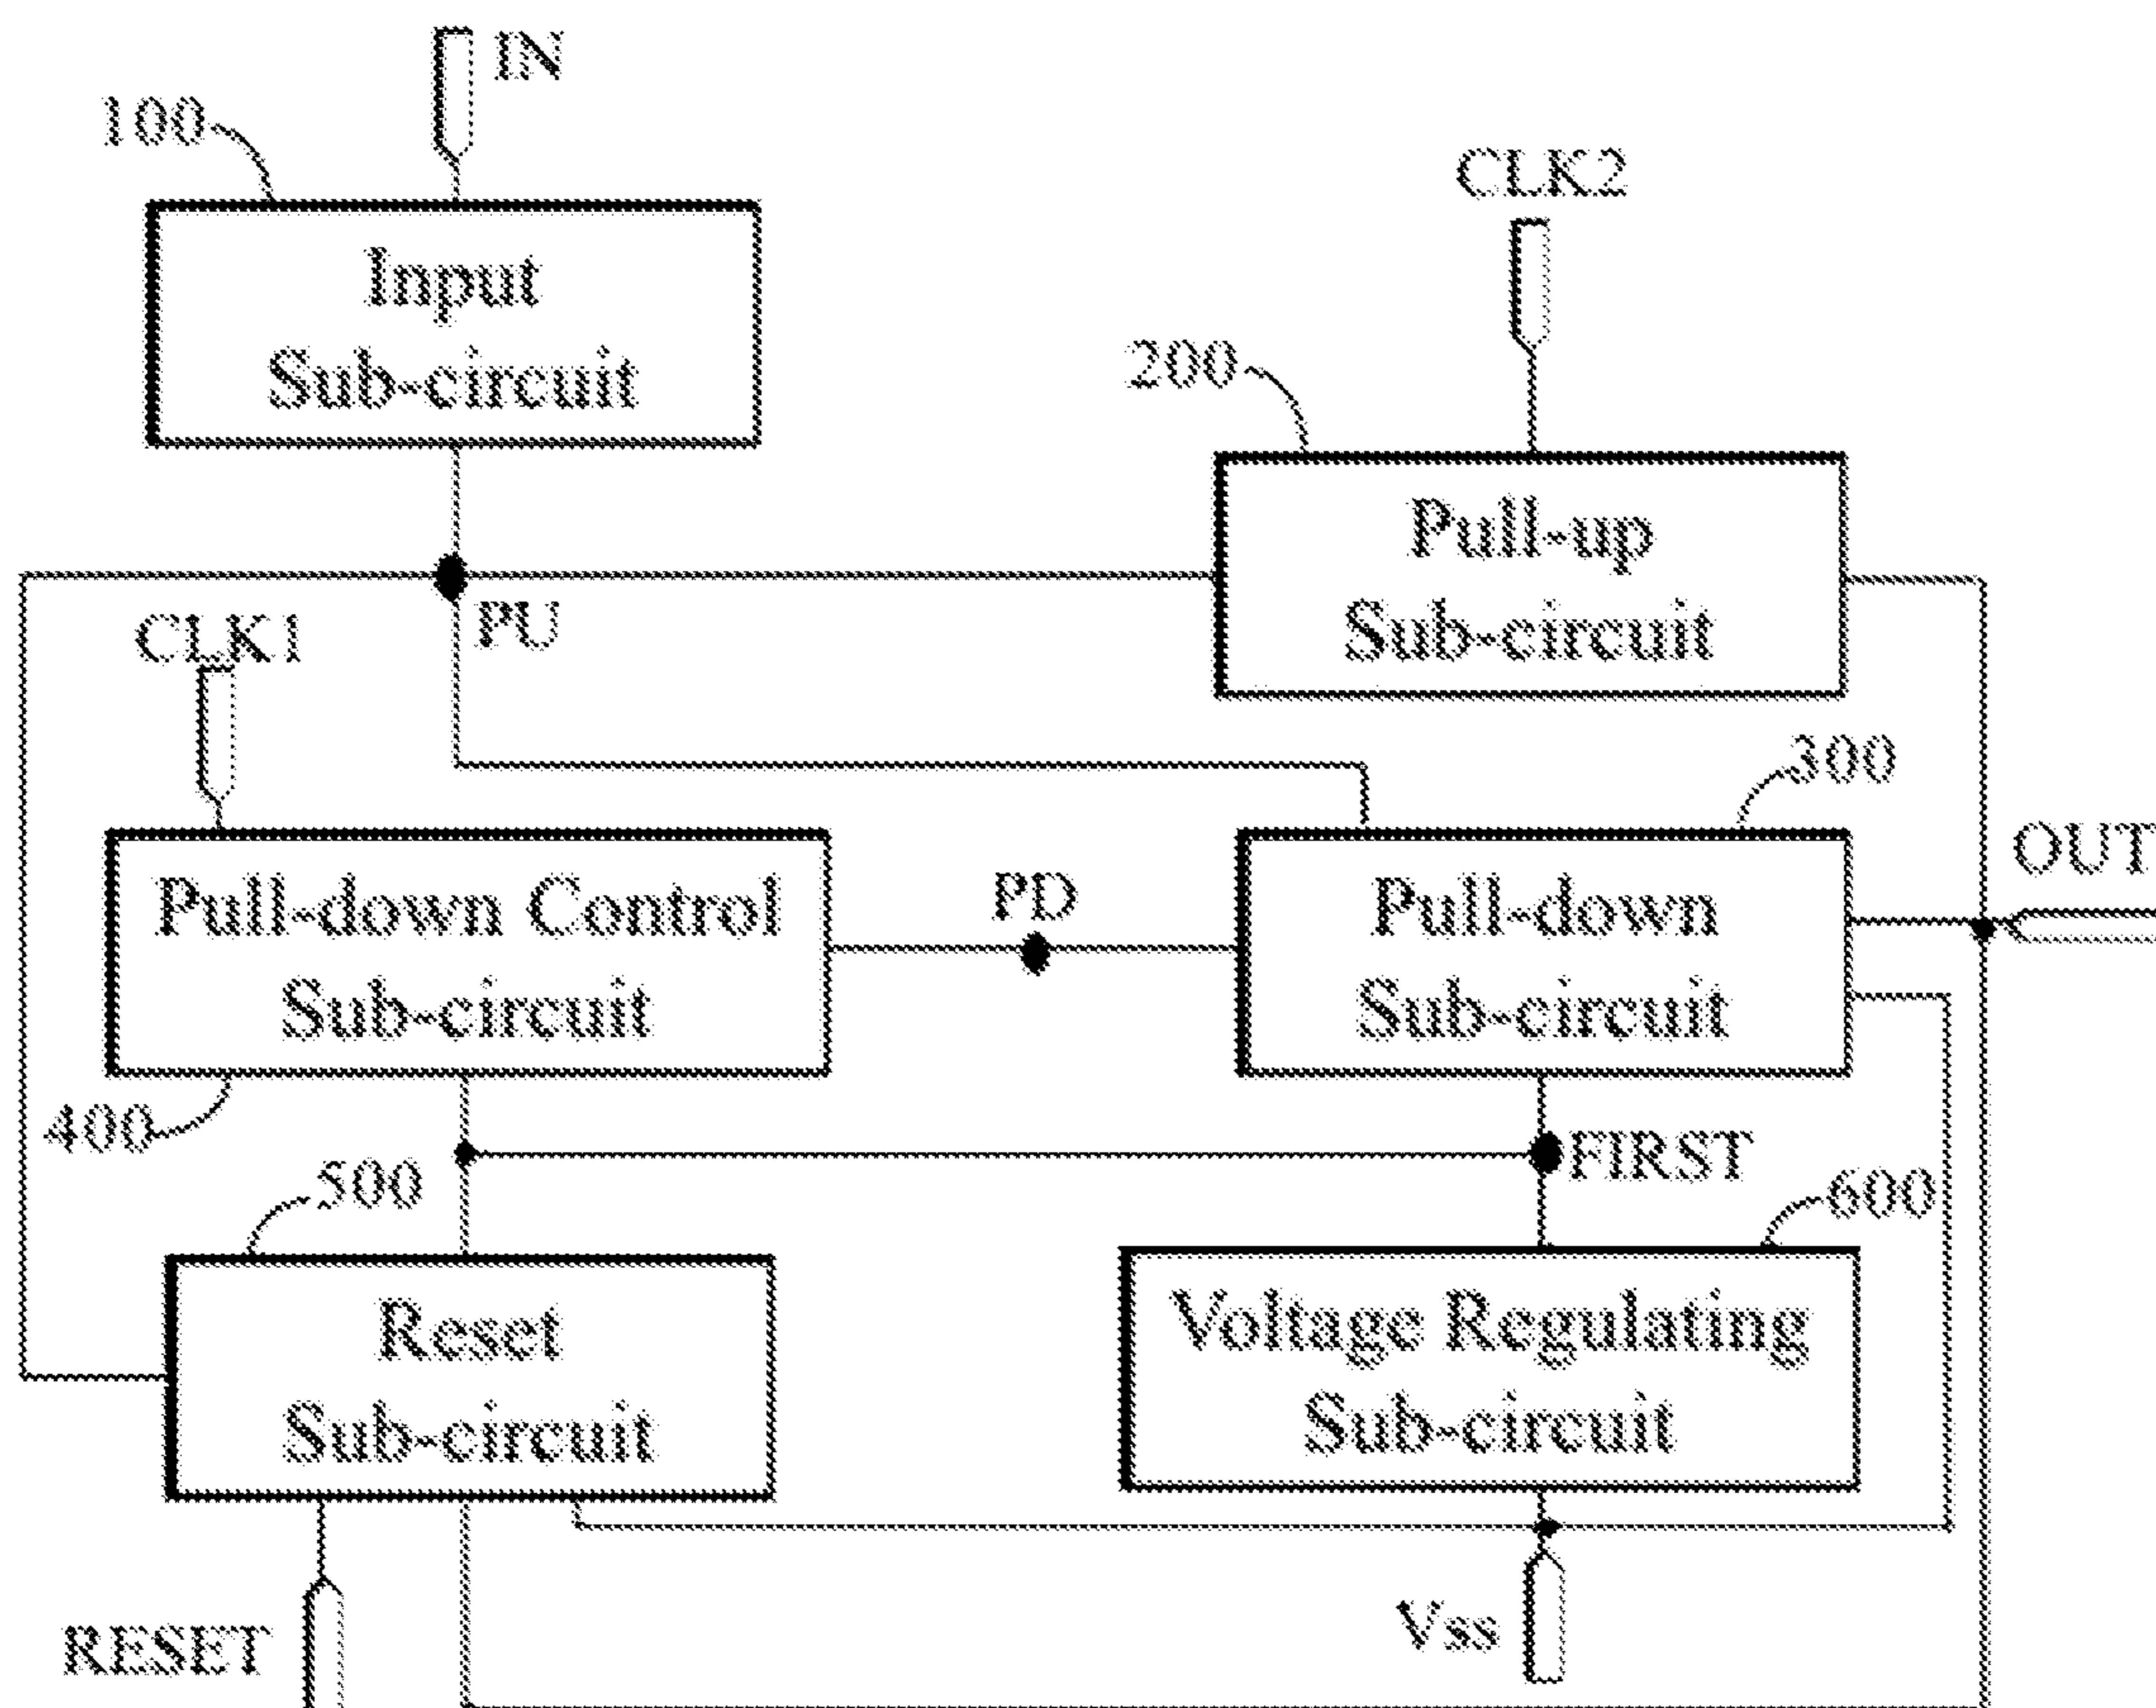 IN
100
Input
Sub-circuit
CLK2
200
Pull-up
Sub-circuit
PU
CLK1
300
Pull-down Control
Sub-circuit
PD
Pull-down
Sub-circuit
OUT
400
FIRST
500
600
Reset
Sub-circuit
Voltage Regulating
Sub-circuit
RESET
Vss